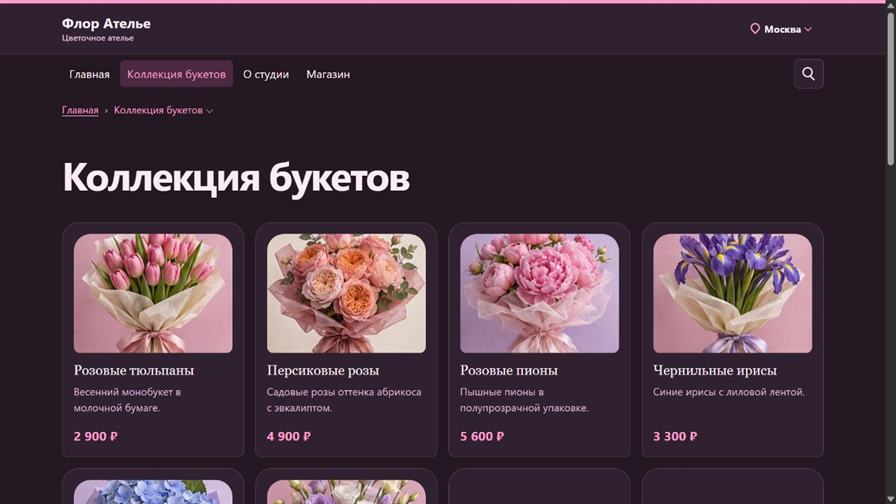 Флор Ателье
Цветочное ателье
Москва
Главная
Коллекция букетов
О студии
Магазин
Главная › Коллекция букетов
Коллекция букетов
Розовые тюльпаны
Весенний монобукет в
молочной бумаге.
2 900 ₽
Персиковые розы
Садовые розы оттенка абрикоса
с эвкалиптом.
4 900 ₽
Розовые пионы
Пышные пионы в
полупрозрачной упаковке.
5 600 ₽
Чернильные ирисы
Синие ирисы с лиловой лентой.
3 300 ₽